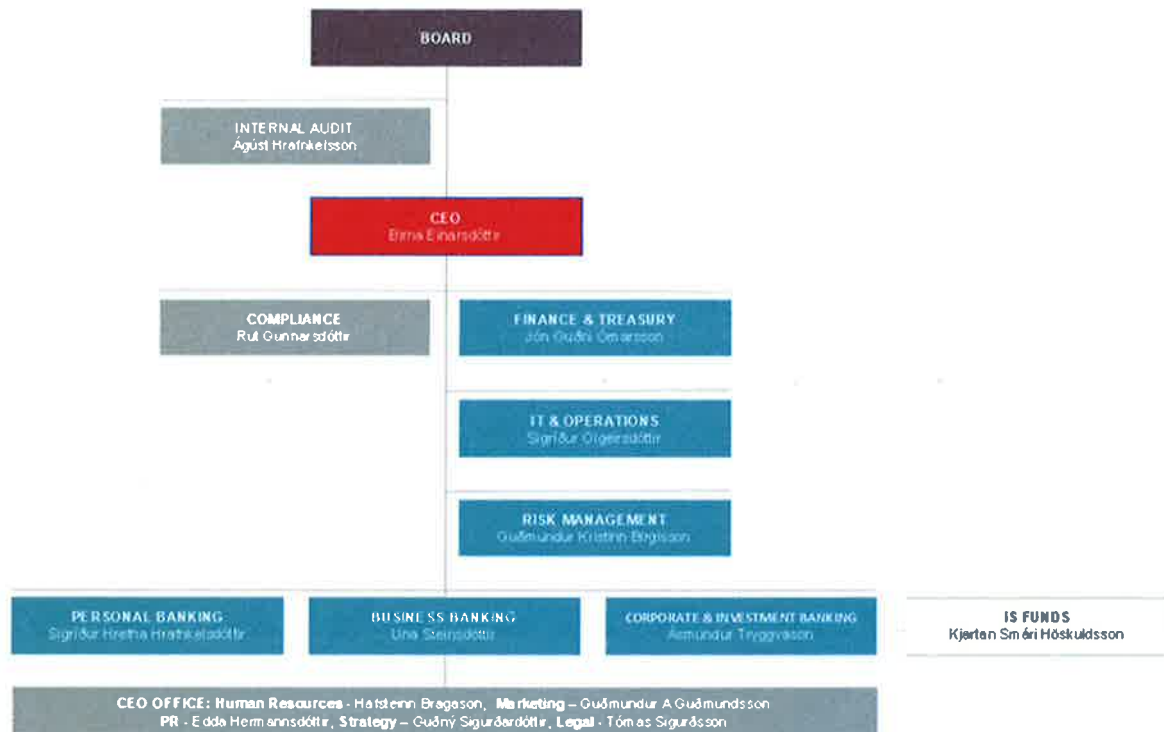 BOARD
INTERNAL AUDIT
Ágúst Hrafnkelsson
CEO
Birna Einarsdóttir
COMPLIANCE
Rut Gunnarsdóttir
FINANCE & TREASURY
Jón Guðni Ómarsson
IT & OPERATIONS
Sigríður Olgeirsdóttir
RISK MANAGEMENT
Guðmundur Kristinn Birgisson
PERSONAL BANKING
Sigríður Hrefna Hrafnkelsdóttir
BUSINESS BANKING
Una Steinsdóttir
CORPORATE & INVESTMENT BANKING
Ásmundur Tryggvason
IS FUNDS
Kjartan Smári Höskuldsson
CEO OFFICE: Human Resources - Hafsteinn Bragason, Marketing – Guðmundur A Guðmundsson
PR - Edda Hermannsdóttir, Strategy – Guðný Sigurðardóttir, Legal - Tómas Sigurðsson